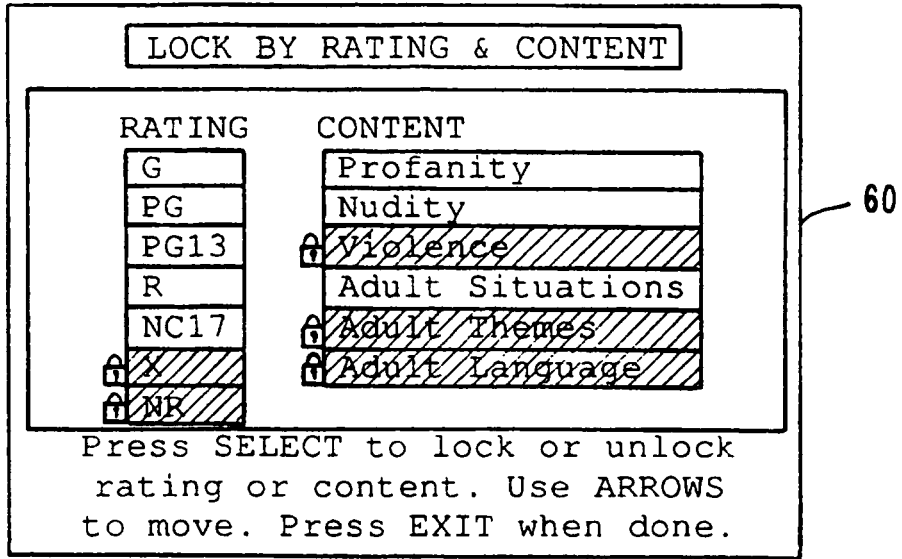 LOCK BY RATING & CONTENT
RATING
G
PG
PG13
R
NC17
X
NR
CONTENT
Profanity
Nudity
Violence
Adult Situations
Adult Themes
Adult Language
60
Press SELECT to lock or unlock
rating or content. Use ARROWS
to move. Press EXIT when done.